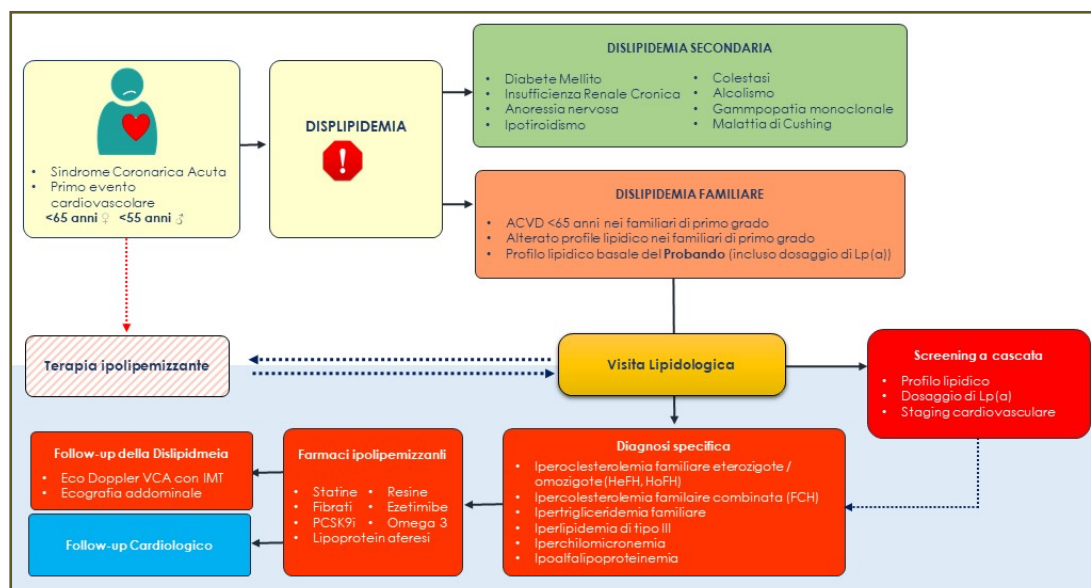 Sindrome Coronarica Acuta
Primo evento
cardiovascolare
<65 anni ♀ <55 anni ♂
DISPLIPIDEMIA
DISLIPIDEMIA SECONDARIA
Diabete Mellito
Insufficienza Renale Cronica
Anoressia nervosa
Ipotiroidismo
Colestasi
Alcolismo
Gammpopatia monoclonale
Malattia di Cushing
DISLIPIDEMIA FAMILIARE
ACVD <65 anni nei familiari di primo grado
Alterato profile lipidico nei familiari di primo grado
Profilo lipidico basale del Probando (incluso dosaggio di Lp(a))
Terapia ipolipemizzante
Visita Lipidologica
Screening a cascata
Profilo lipidico
Dosaggio di Lp(a)
Staging cardiovascolare
Follow-up della Dislipidmeia
Eco Doppler VCA con IMT
Ecografia addominale
Follow-up Cardiologico
Farmaci ipolipemizzanti
Statine
Fibrati
PCSK9i
Lipoprotein aferesi
Resine
Ezetimibe
Omega 3
Diagnosi specifica
Iperoclesterolemia familiare eterozigote /
omozigote (HeFH, HoFH)
Ipercolesterolemia familaire combinata (FCH)
Ipertrigliceridemia familiare
Iperlipidemia di tipo III
Iperchilomicronemia
Ipoalfalipoproteinemia